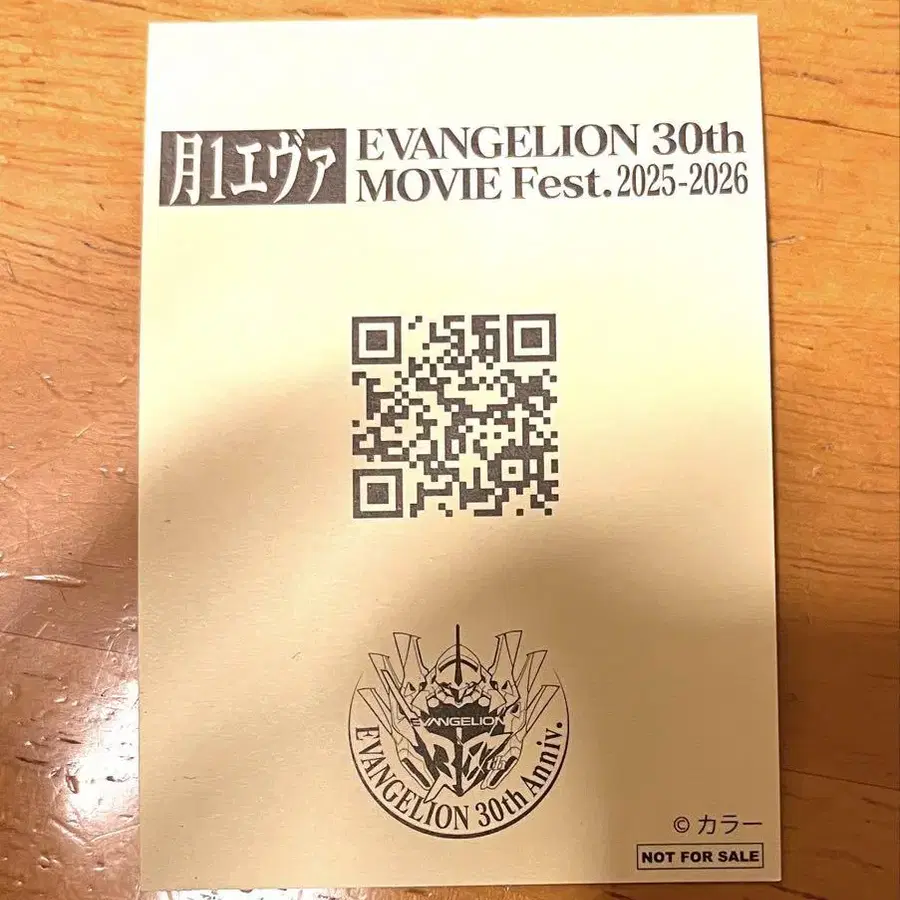 月1エヴァ EVANGELION 30th
MOVIE Fest. 2025-2026
EVANGELION
30th
EVANGELION 30th Anniv.
© カラー
NOT FOR SALE